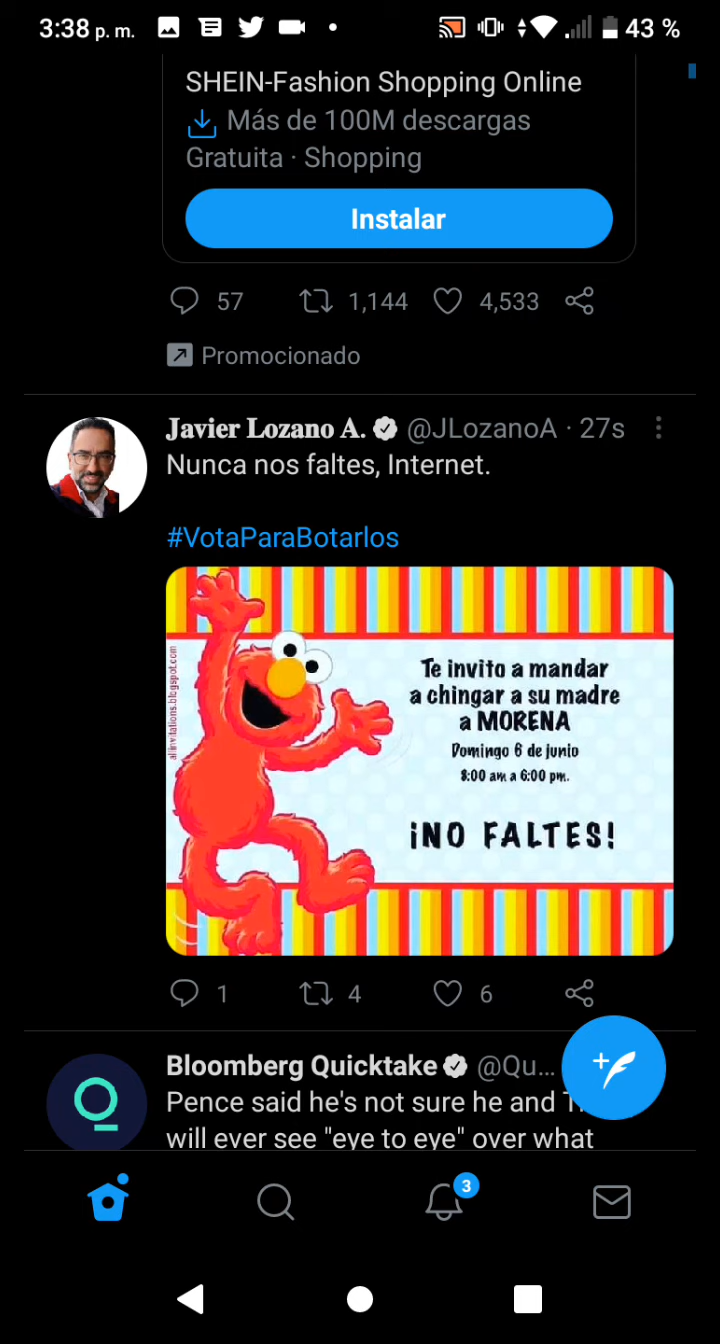 3:38 p. m.
43 %
SHEIN-Fashion Shopping Online
Más de 100M descargas
Gratuita · Shopping
Instalar
57 1,144 4,533
Promocionado
Javier Lozano A. @JLozanoA · 27s
Nunca nos faltes, Internet.
#VotaParaBotarlos
allinvitations.blogspot.com
Te invito a mandar
a chingar a su madre
a MORENA
Domingo 6 de junio
8:00 am a 6:00 pm.
¡NO FALTES!
1 4 6
Bloomberg Quicktake @Qu...
Pence said he's not sure he and
will ever see "eye to eye" over what
3